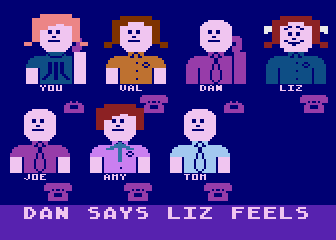 YOU VAL DAN LIZ
JOE AMY TOM
DAN SAYS LIZ FEELS